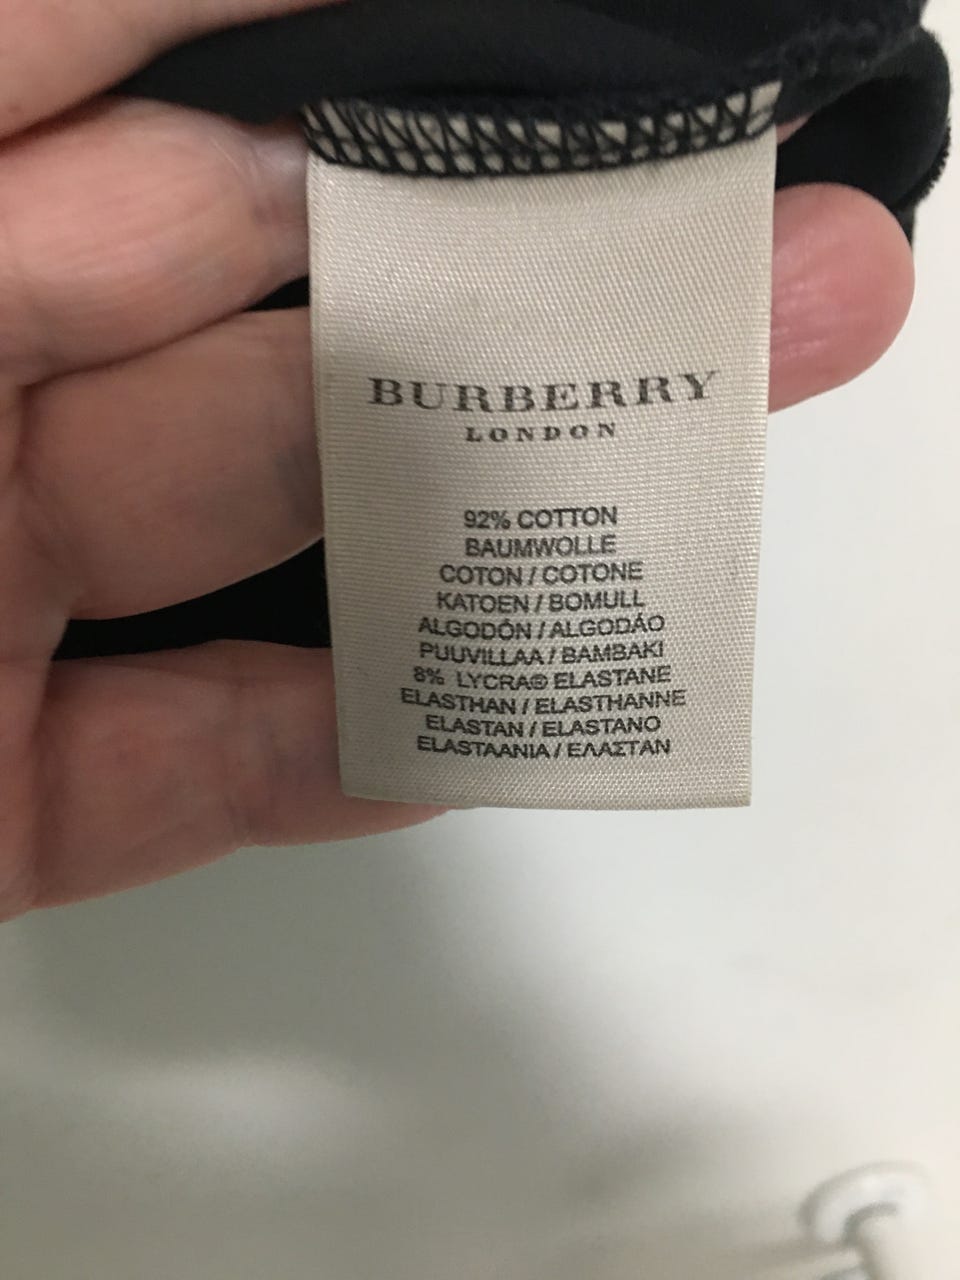 BURBERRY
LONDON
92% COTTON
BAUMWOLLE
COTON / COTONE
KATOEN / BOMULL
ALGODÓN / ALGODÁO
PUUVILLAA / BAMBAKI
8% LYCRA® ELASTANE
ELASTHAN / ELASTHANNE
ELASTAN / ELASTANO
ELASTAANIA / ΕΛΑΣΤΑΝ